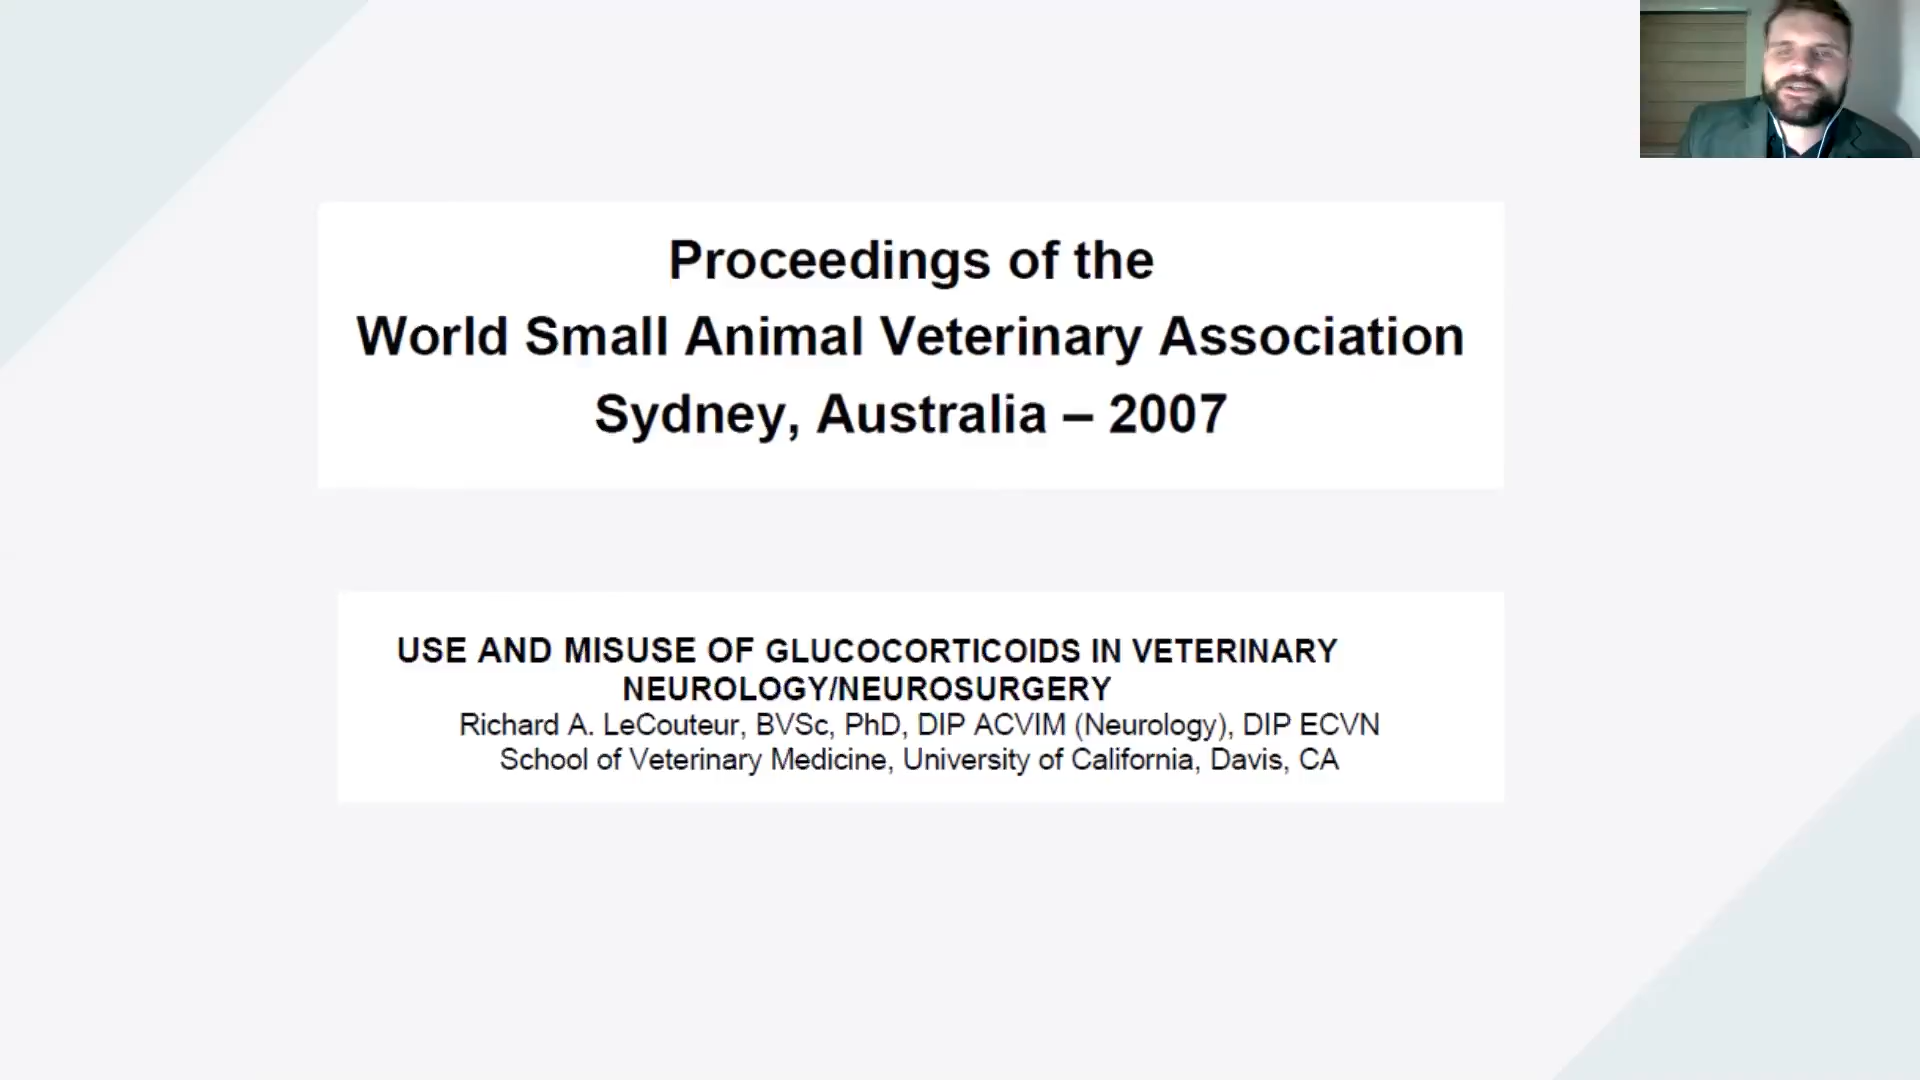 Proceedings of the
World Small Animal Veterinary Association
Sydney, Australia – 2007
USE AND MISUSE OF GLUCOCORTICOIDS IN VETERINARY
NEUROLOGY/NEUROSURGERY
Richard A. LeCouteur, BVSc, PhD, DIP ACVIM (Neurology), DIP ECVN
School of Veterinary Medicine, University of California, Davis, CA